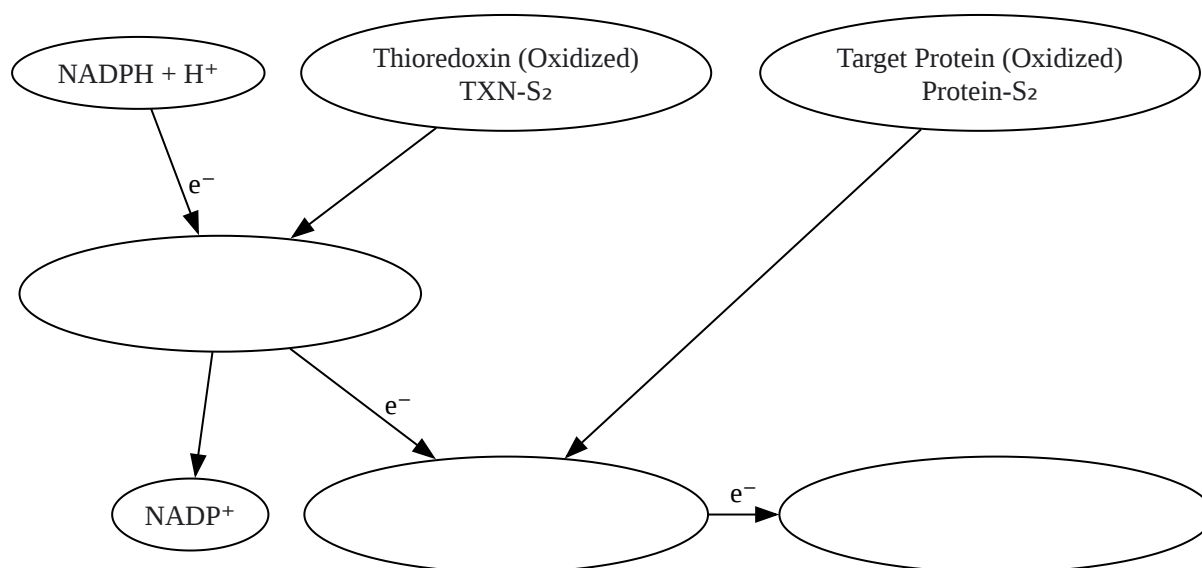 NADPH + H⁺
Thioredoxin (Oxidized)
TXN-S₂
Target Protein (Oxidized)
Protein-S₂
e⁻
e⁻
NADP⁺
e⁻